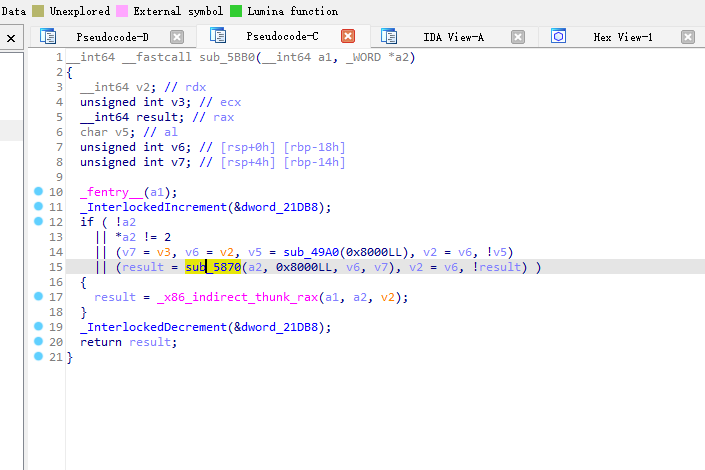 Data Unexplored External symbol Lumina function
Pseudocode-D Pseudocode-C IDA View-A Hex View-1
1 __int64 __fastcall sub_5BB0(__int64 a1, _WORD *a2)
2 {
3 __int64 v2; // rdx
4 unsigned int v3; // ecx
5 __int64 result; // rax
6 char v5; // al
7 unsigned int v6; // [rsp+0h] [rbp-18h]
8 unsigned int v7; // [rsp+4h] [rbp-14h]
9
10 _fentry__(a1);
11 _InterlockedIncrement(&dword_21DB8);
12 if ( !a2
13 || *a2 != 2
14 || (v7 = v3, v6 = v2, v5 = sub_49A0(0x8000LL), v2 = v6, !v5)
15 || (result = sub_5870(a2, 0x8000LL, v6, v7), v2 = v6, !result) )
16 {
17 result = _x86_indirect_thunk_rax(a1, a2, v2);
18 }
19 _InterlockedDecrement(&dword_21DB8);
20 return result;
21 }